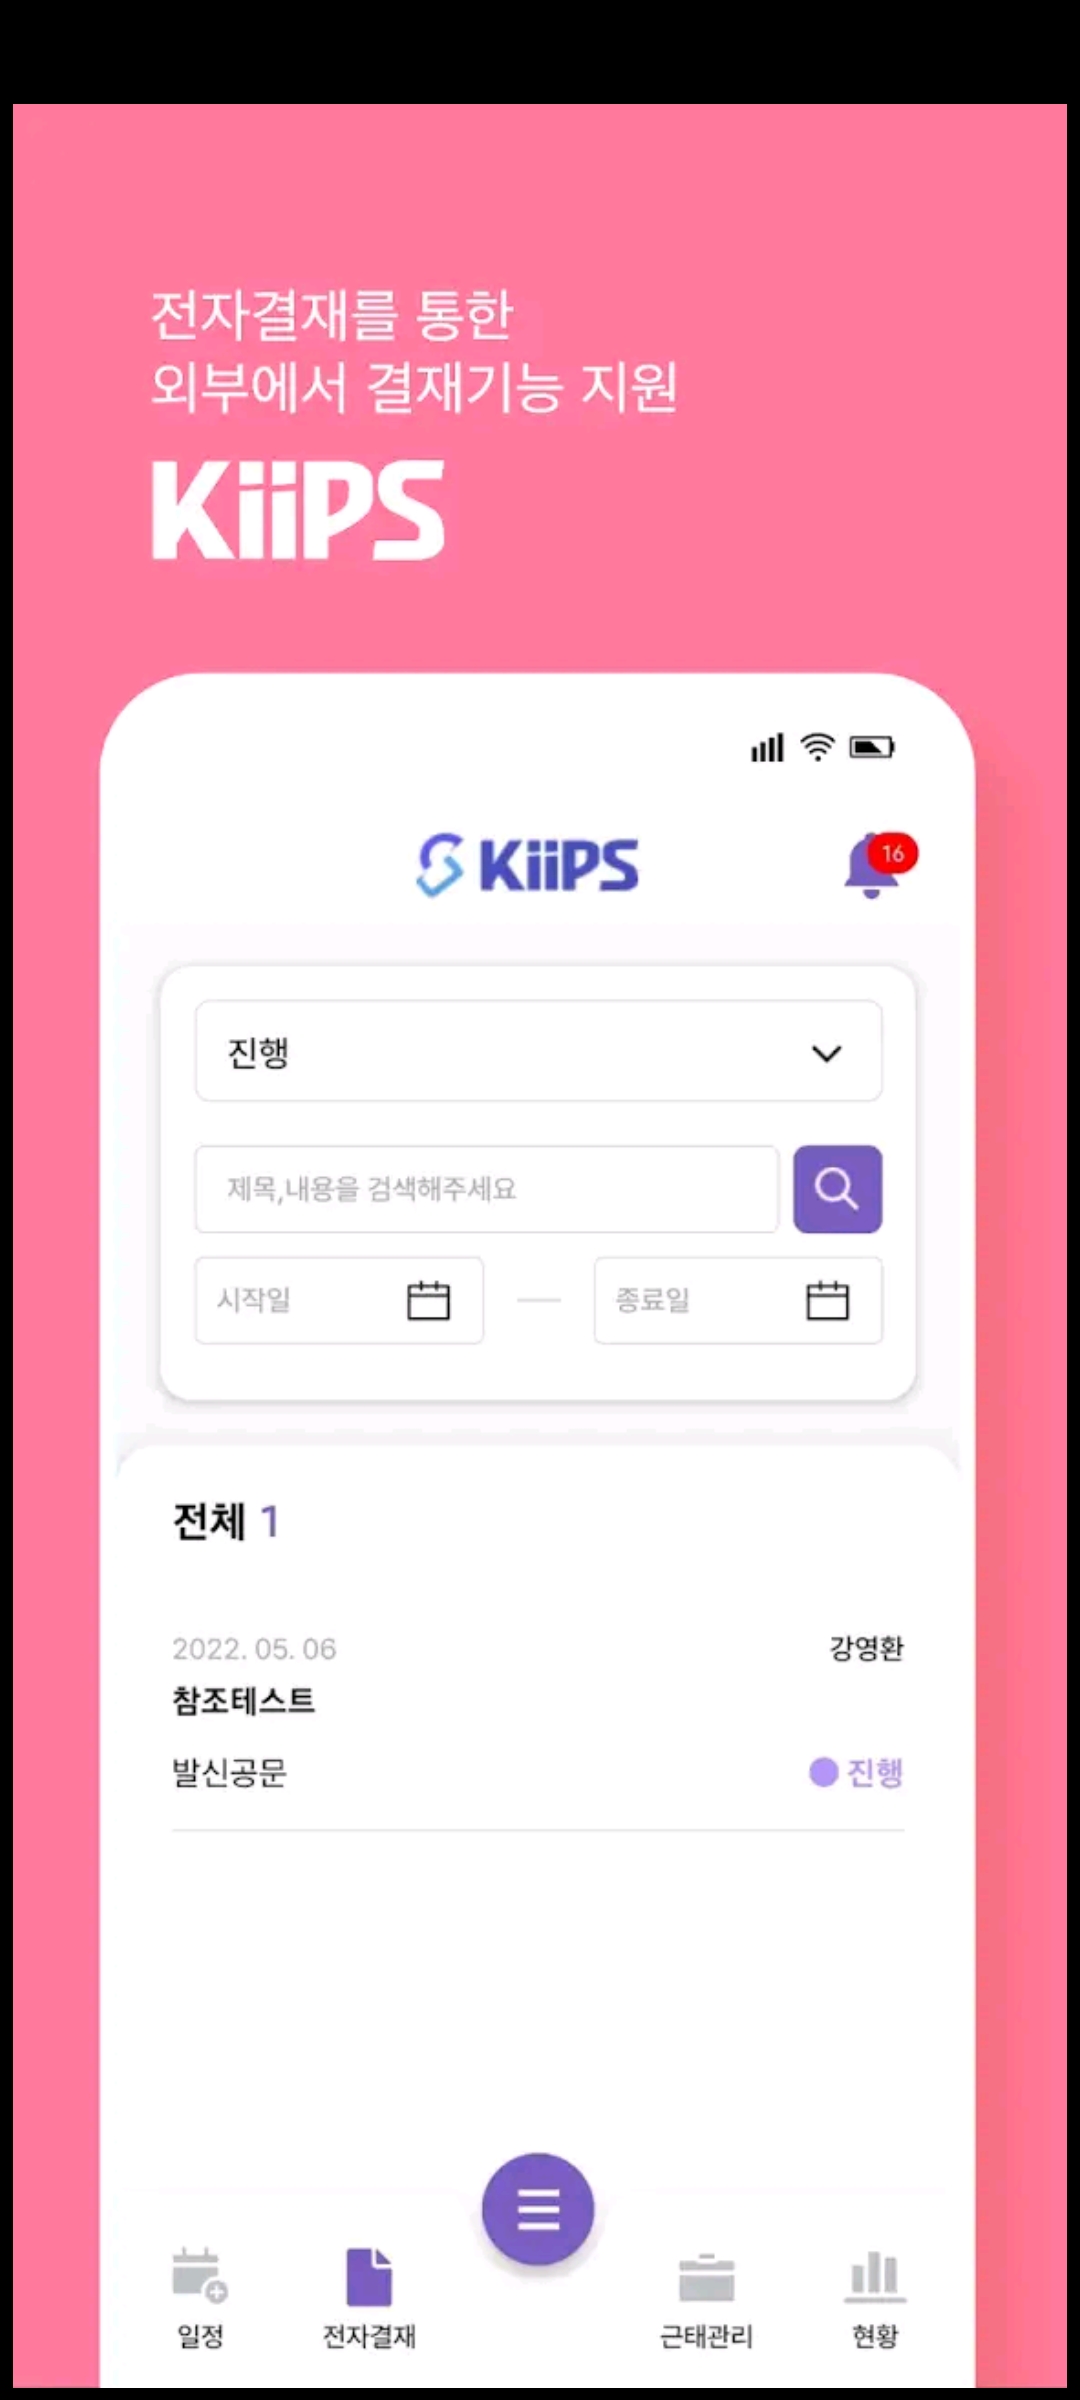 전자결재를 통한
외부에서 결재기능 지원
KiiPS
KiiPS
16
진행
제목,내용을 검색해주세요
시작일
종료일
전체 1
2022. 05. 06
강영환
참조테스트
발신공문
진행
일정
전자결재
근태관리
현황